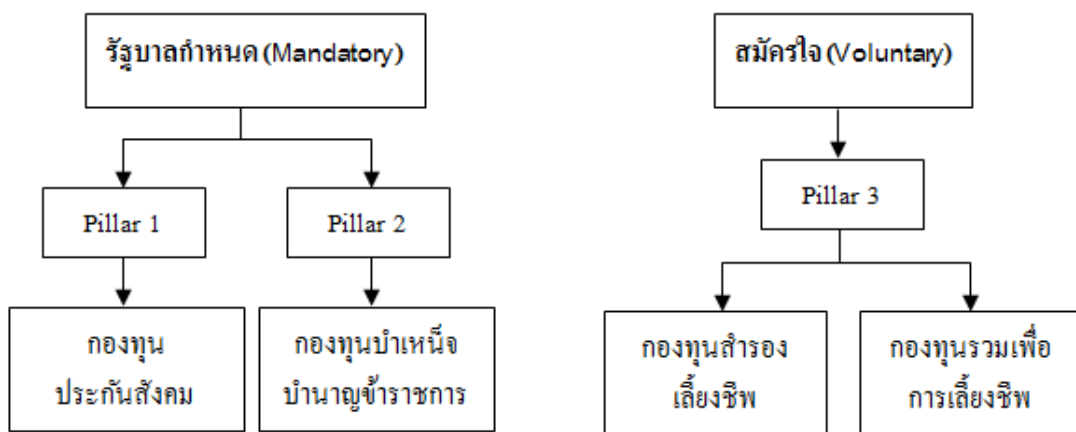 รัฐบาลกำหนด (Mandatory)
สมัครใจ (Voluntary)
Pillar 1
Pillar 2
Pillar 3
กองทุน
ประกันสังคม
กองทุนบำเหน็จ
บำนาญข้าราชการ
กองทุนสำรอง
เลี้ยงชีพ
กองทุนรวมเพื่อ
การเลี้ยงชีพ